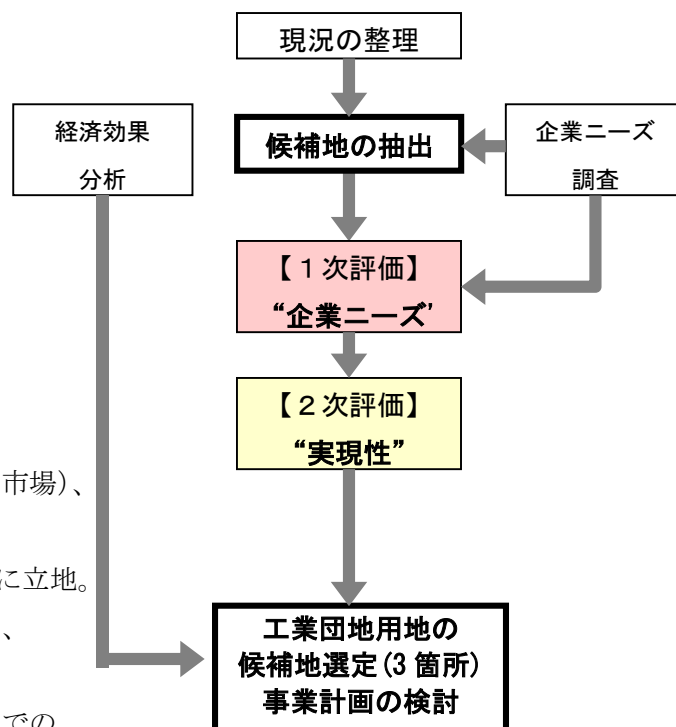 現況の整理
経済効果
分析
候補地の抽出
企業ニーズ
調査
【１次評価】
“企業ニーズ’
【２次評価】
“実現性”
市場)、
に立地。
、
での
工業団地用地の
候補地選定(3 箇所)
事業計画の検討